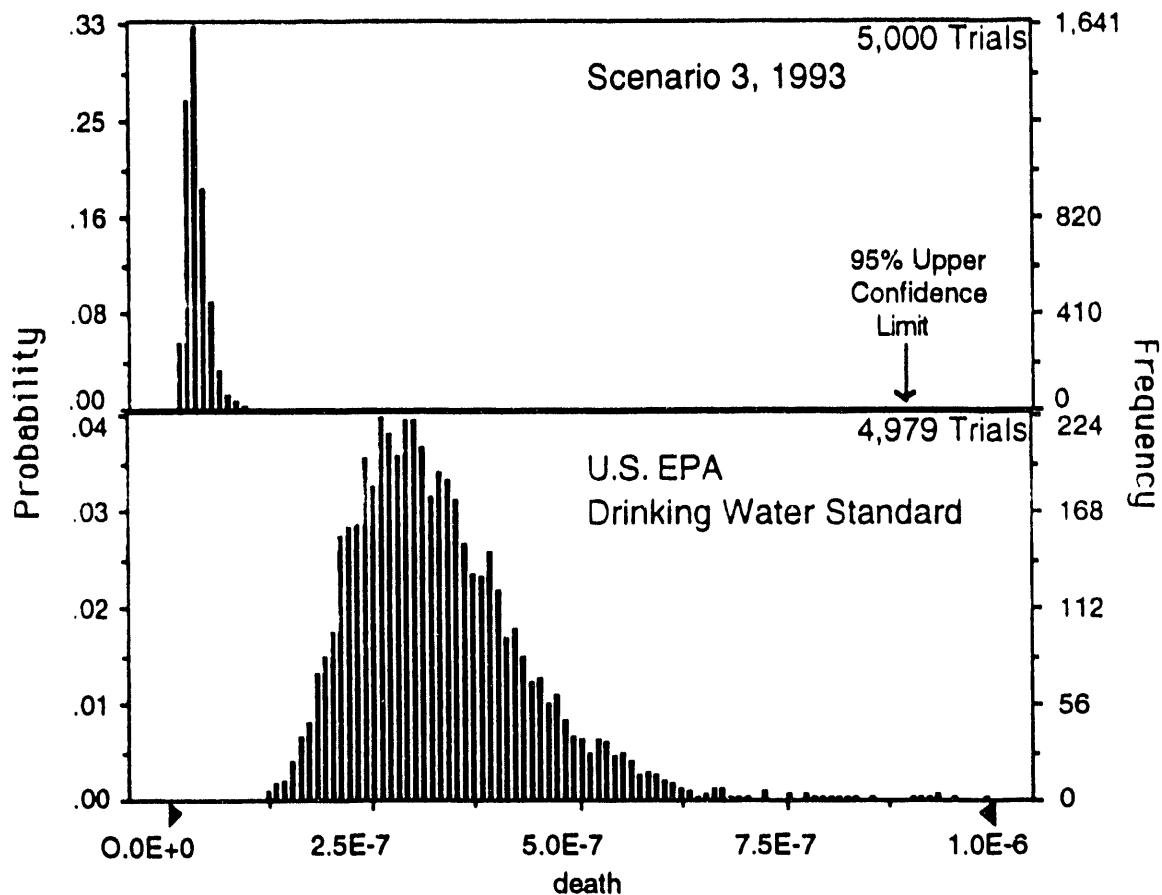 .33
.25
.16
.08
.00
Probability
5,000 Trials
Scenario 3, 1993
95% Upper
Confidence
Limit
1,641
820
410
0
Frequency
.04
.03
.02
.01
.00
4,979 Trials
U.S. EPA
Drinking Water Standard
224
168
112
56
0
0.0E+0 2.5E-7 5.0E-7 7.5E-7 1.0E-6
death